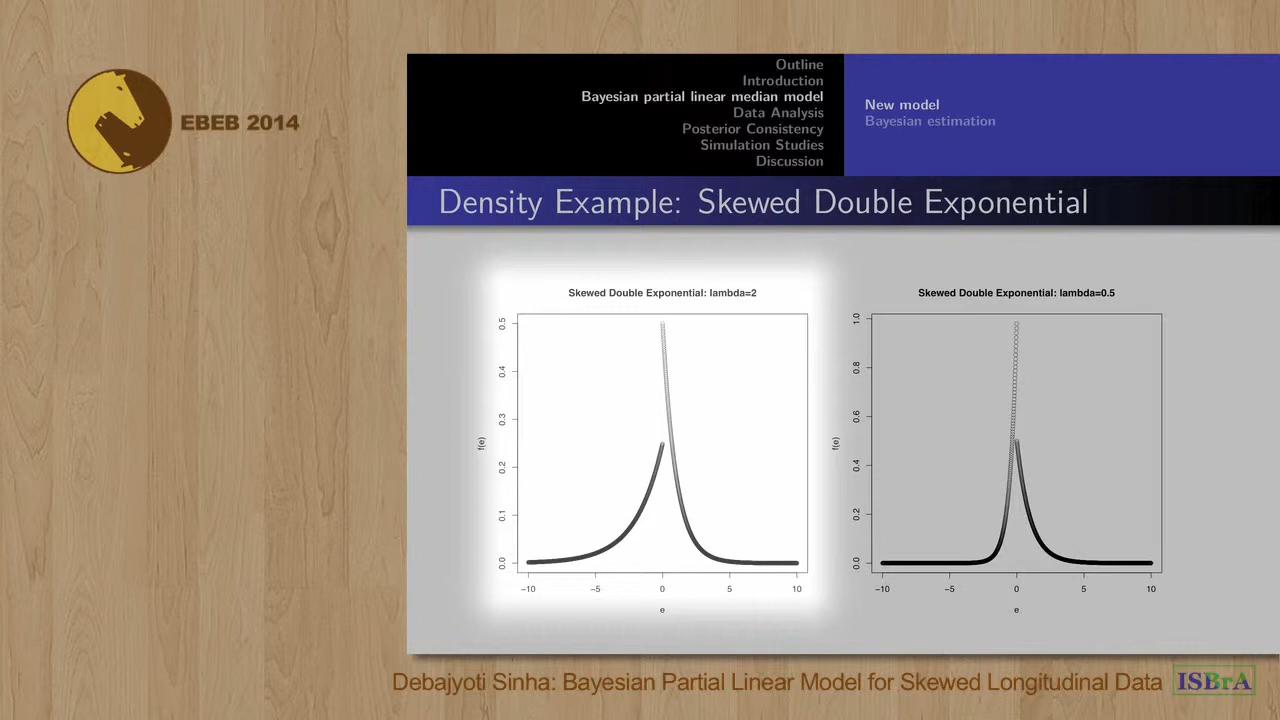 EBEB 2014
Outline
Introduction
Bayesian partial linear median model
Data Analysis
Posterior Consistency
Simulation Studies
Discussion
New model
Bayesian estimation
Density Example: Skewed Double Exponential
Skewed Double Exponential: lambda=2
f(e)
0.5
0.4
0.3
0.2
0.1
0.0
−10 −5 0 5 10
e
Skewed Double Exponential: lambda=0.5
f(e)
1.0
0.8
0.6
0.4
0.2
0.0
−10 −5 0 5 10
e
Debajyoti Sinha: Bayesian Partial Linear Model for Skewed Longitudinal Data
ISBrA